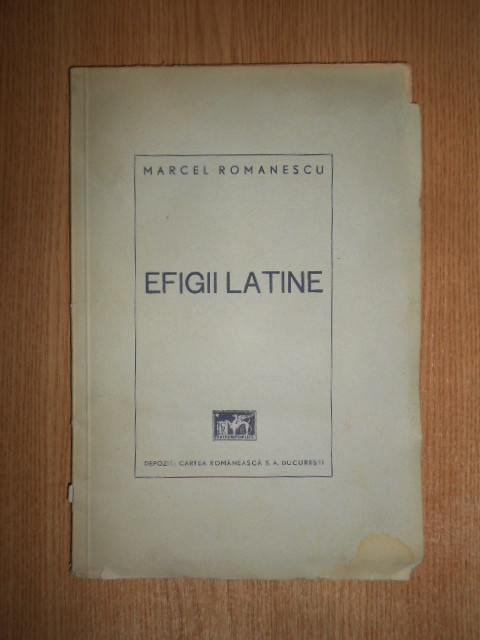 MARCEL ROMANESCU
EFIGII LATINE
DEPOZIT: CARTEA ROMÂNEASCĂ S. A. BUCUREȘTI